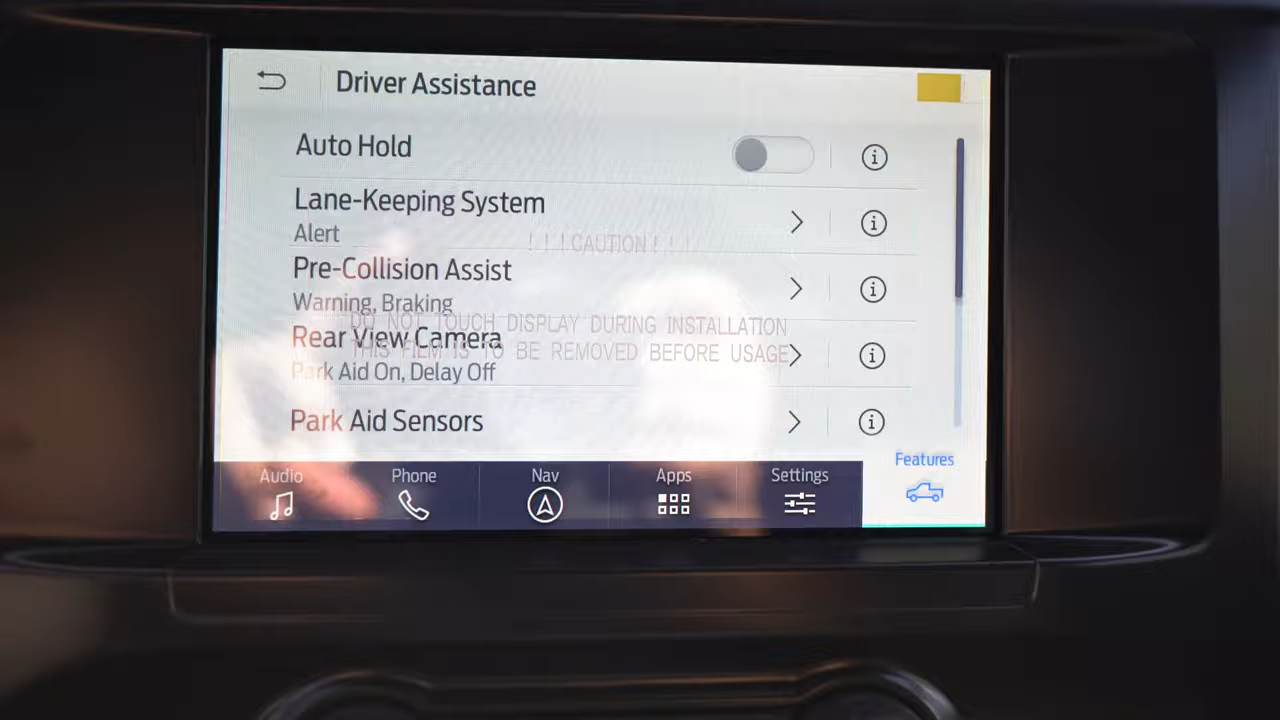 Driver Assistance
Auto Hold
Lane-Keeping System
Alert
! ! ! CAUTION ! ! !
Pre-Collision Assist
Warning, Braking
DO NOT TOUCH DISPLAY DURING INSTALLATION
Rear View Camera
THIS FILM IS TO BE REMOVED BEFORE USAGE
Park Aid On, Delay Off
Park Aid Sensors
Features
Audio
Phone
Nav
Apps
Settings